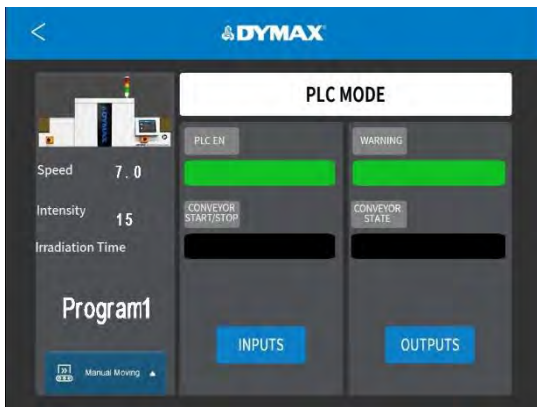 <
DYMAX
PLC MODE
DYMAX
PLC EN
WARNING
Speed 7.0
CONVEYOR
START/STOP
CONVEYOR
STATE
Intensity 15
Irradiation Time
Program1
INPUTS
OUTPUTS
Manual Moving